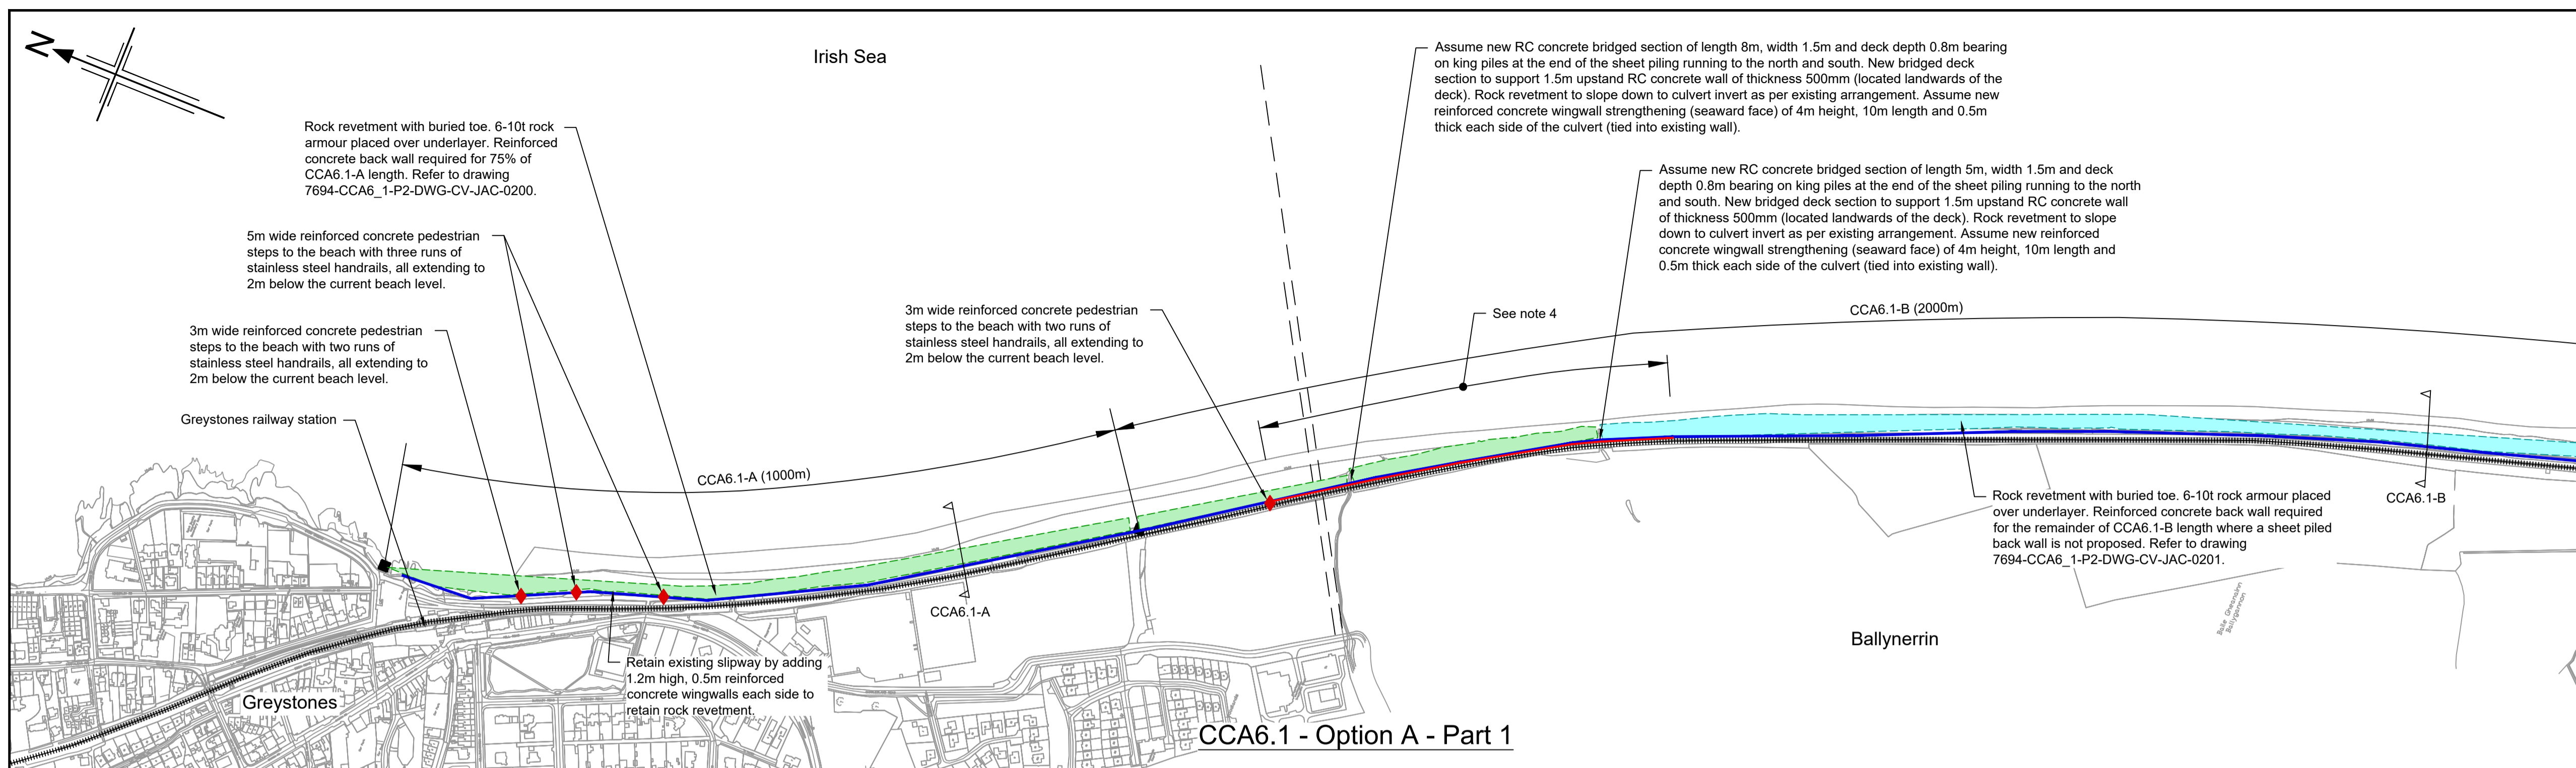 N
Irish Sea
Assume new RC concrete bridged section of length 8m, width 1.5m and deck depth 0.8m bearing
on king piles at the end of the sheet piling running to the north and south. New bridged deck
section to support 1.5m upstand RC concrete wall of thickness 500mm (located landwards of the
deck). Rock revetment to slope down to culvert invert as per existing arrangement. Assume new
reinforced concrete wingwall strengthening (seaward face) of 4m height, 10m length and 0.5m
thick each side of the culvert (tied into existing wall).
Rock revetment with buried toe. 6-10t rock
armour placed over underlayer. Reinforced
concrete back wall required for 75% of
CCA6.1-A length. Refer to drawing
7694-CCA6_1-P2-DWG-CV-JAC-0200.
Assume new RC concrete bridged section of length 5m, width 1.5m and deck
depth 0.8m bearing on king piles at the end of the sheet piling running to the north
and south. New bridged deck section to support 1.5m upstand RC concrete wall
of thickness 500mm (located landwards of the deck). Rock revetment to slope
down to culvert invert as per existing arrangement. Assume new reinforced
concrete wingwall strengthening (seaward face) of 4m height, 10m length and
0.5m thick each side of the culvert (tied into existing wall).
5m wide reinforced concrete pedestrian
steps to the beach with three runs of
stainless steel handrails, all extending to
2m below the current beach level.
3m wide reinforced concrete pedestrian
steps to the beach with two runs of
stainless steel handrails, all extending to
2m below the current beach level.
3m wide reinforced concrete pedestrian
steps to the beach with two runs of
stainless steel handrails, all extending to
2m below the current beach level.
See note 4
CCA6.1-B (2000m)
Greystones railway station
CCA6.1-A (1000m)
CCA6.1-B
Rock revetment with buried toe. 6-10t rock armour placed
over underlayer. Reinforced concrete back wall required
for the remainder of CCA6.1-B length where a sheet piled
back wall is not proposed. Refer to drawing
7694-CCA6_1-P2-DWG-CV-JAC-0201.
CCA6.1-A
Ballynerrin
Retain existing slipway by adding
1.2m high, 0.5m reinforced
concrete wingwalls each side to
retain rock revetment.
Greystones
CCA6.1 - Option A - Part 1